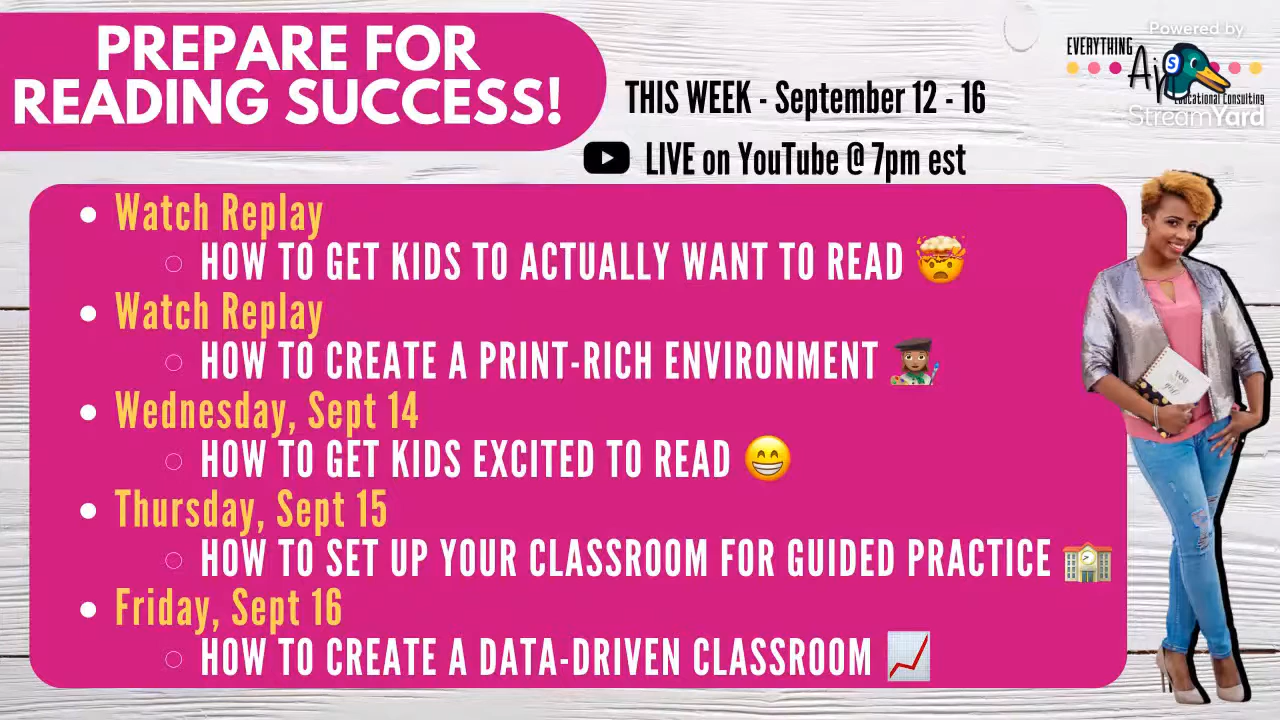 PREPARE FOR
READING SUCCESS!
THIS WEEK - September 12 - 16
LIVE on YouTube @ 7pm est
Powered by
EVERYTHING
Educational Consulting
StreamYard
S
Watch Replay
HOW TO GET KIDS TO ACTUALLY WANT TO READ
Watch Replay
HOW TO CREATE A PRINT-RICH ENVIRONMENT
Wednesday, Sept 14
HOW TO GET KIDS EXCITED TO READ
Thursday, Sept 15
HOW TO SET UP YOUR CLASSROOM FOR GUIDED PRACTICE
Friday, Sept 16
HOW TO CREATE A DATA-DRIVEN CLASSROOM
YOU